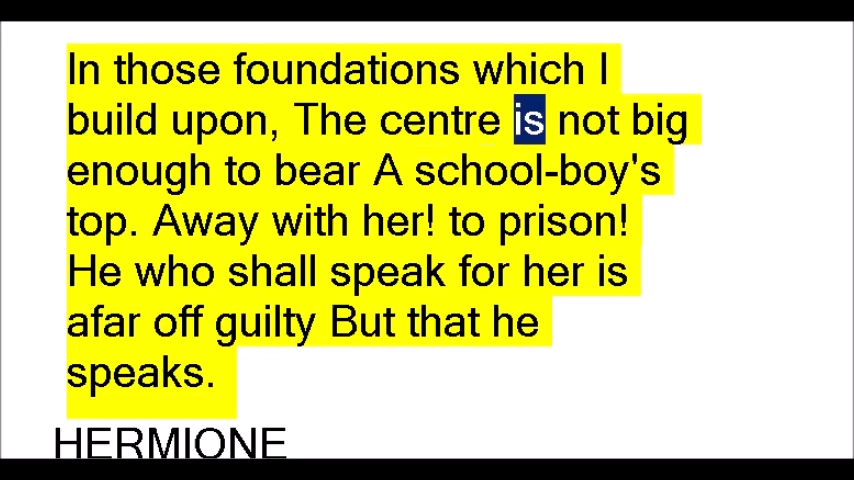 In those foundations which I
build upon, The centre is not big
enough to bear A school-boy's
top. Away with her! to prison!
He who shall speak for her is
afar off guilty But that he
speaks.
HERMIONE